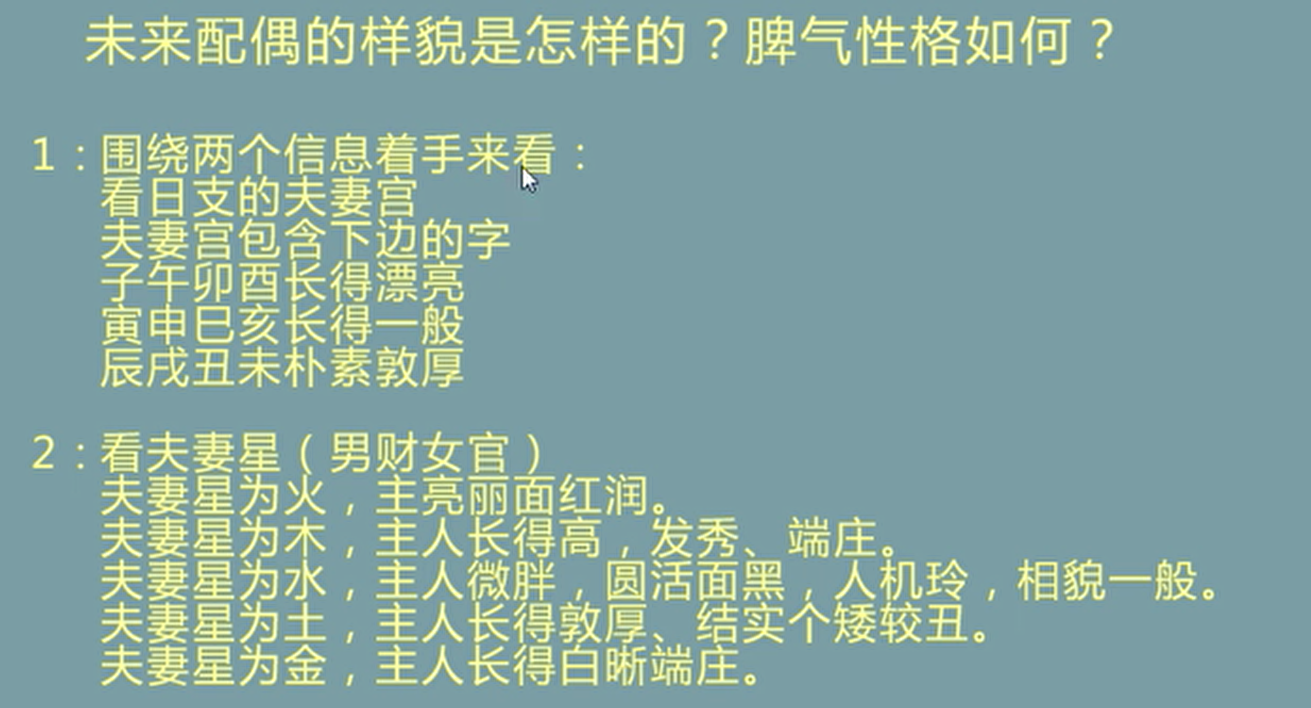 未来配偶的样貌是怎样的？脾气性格如何？
1：围绕两个信息着手来看：
看日支的夫妻宫
夫妻宫包含下边的字
子午卯酉长得漂亮
寅申巳亥长得一般
辰戌丑未朴素敦厚
2：看夫妻星（男财女官）
夫妻星为火，主亮丽面红润。
夫妻星为木，主人长得高，发秀、端庄。
夫妻星为水，主人微胖，圆活面黑，人机玲，相貌一般。
夫妻星为土，主人长得敦厚、结实个矮较丑。
夫妻星为金，主人长得白晰端庄。